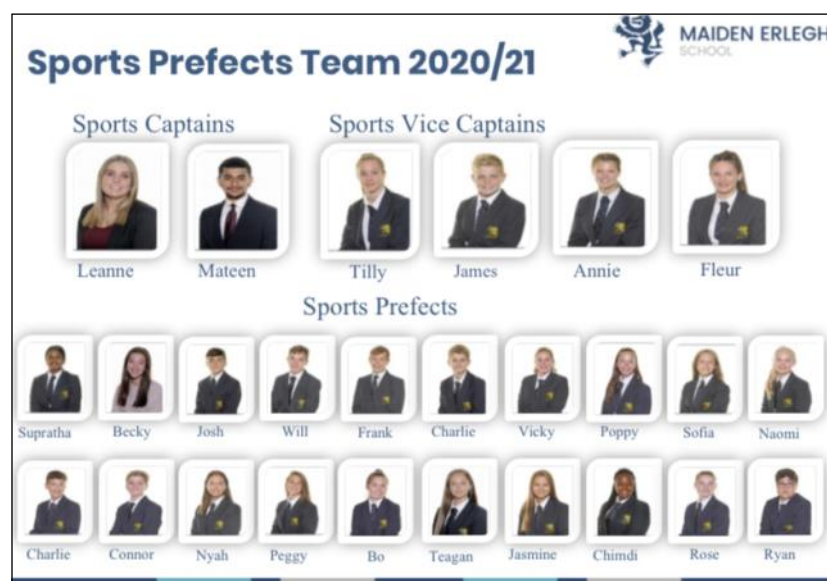 MAIDEN ERLEGH
SCHOOL
Sports Prefects Team 2020/21
Sports Captains Sports Vice Captains
Leanne Mateen Tilly James Annie Fleur
Sports Prefects
Supratha Becky Josh Will Frank Charlie Vicky Poppy Sofia Naomi
Charlie Connor Nyah Peggy Bo Teagan Jasmine Chimdi Rose Ryan